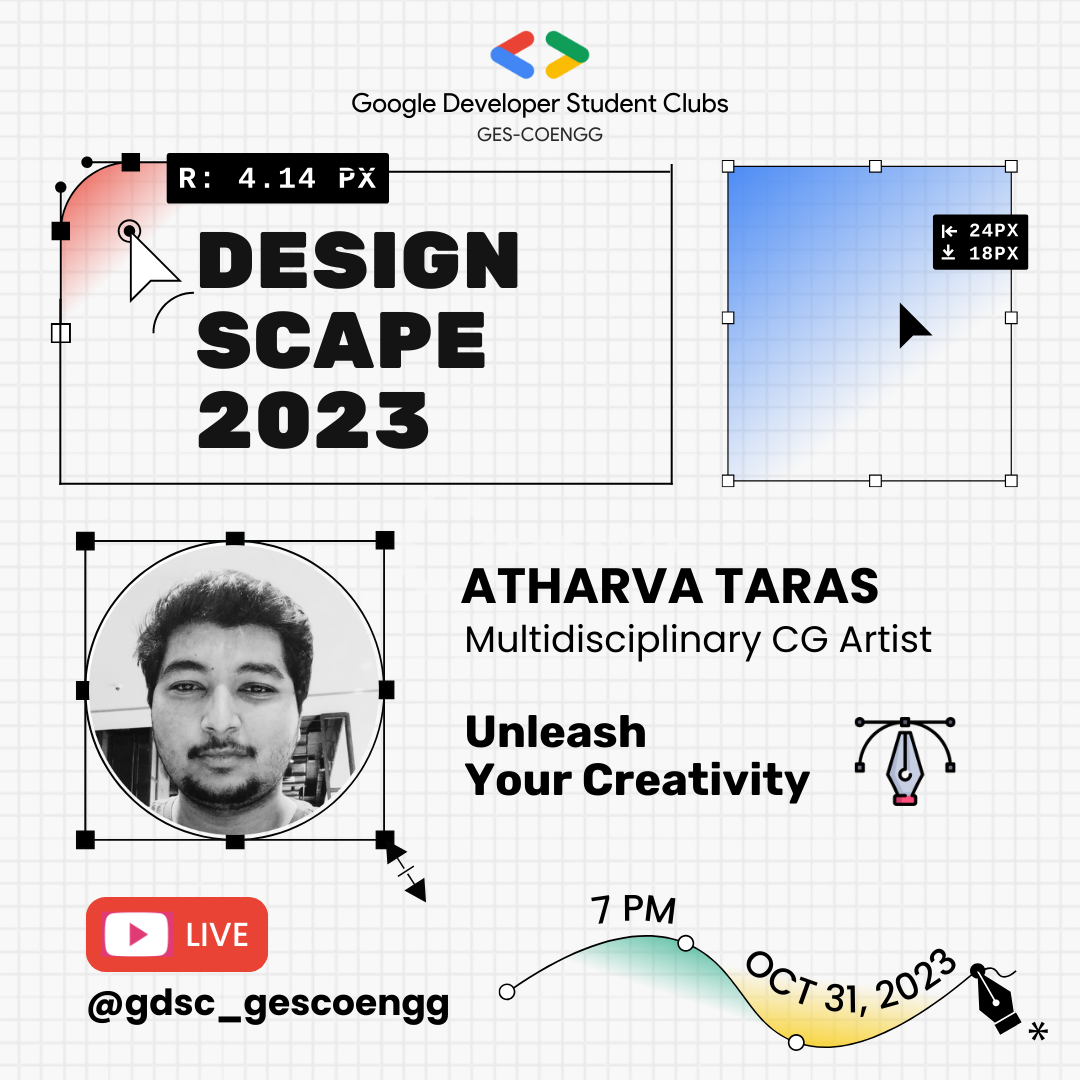 Google Developer Student Clubs
GES-COENGG
R: 4.14 PX
DESIGN
SCAPE
2023
24PX
18PX
ATHARVA TARAS
Multidisciplinary CG Artist
Unleash
Your Creativity
LIVE
@gdsc_gescoengg
7 PM
OCT 31, 2023
*